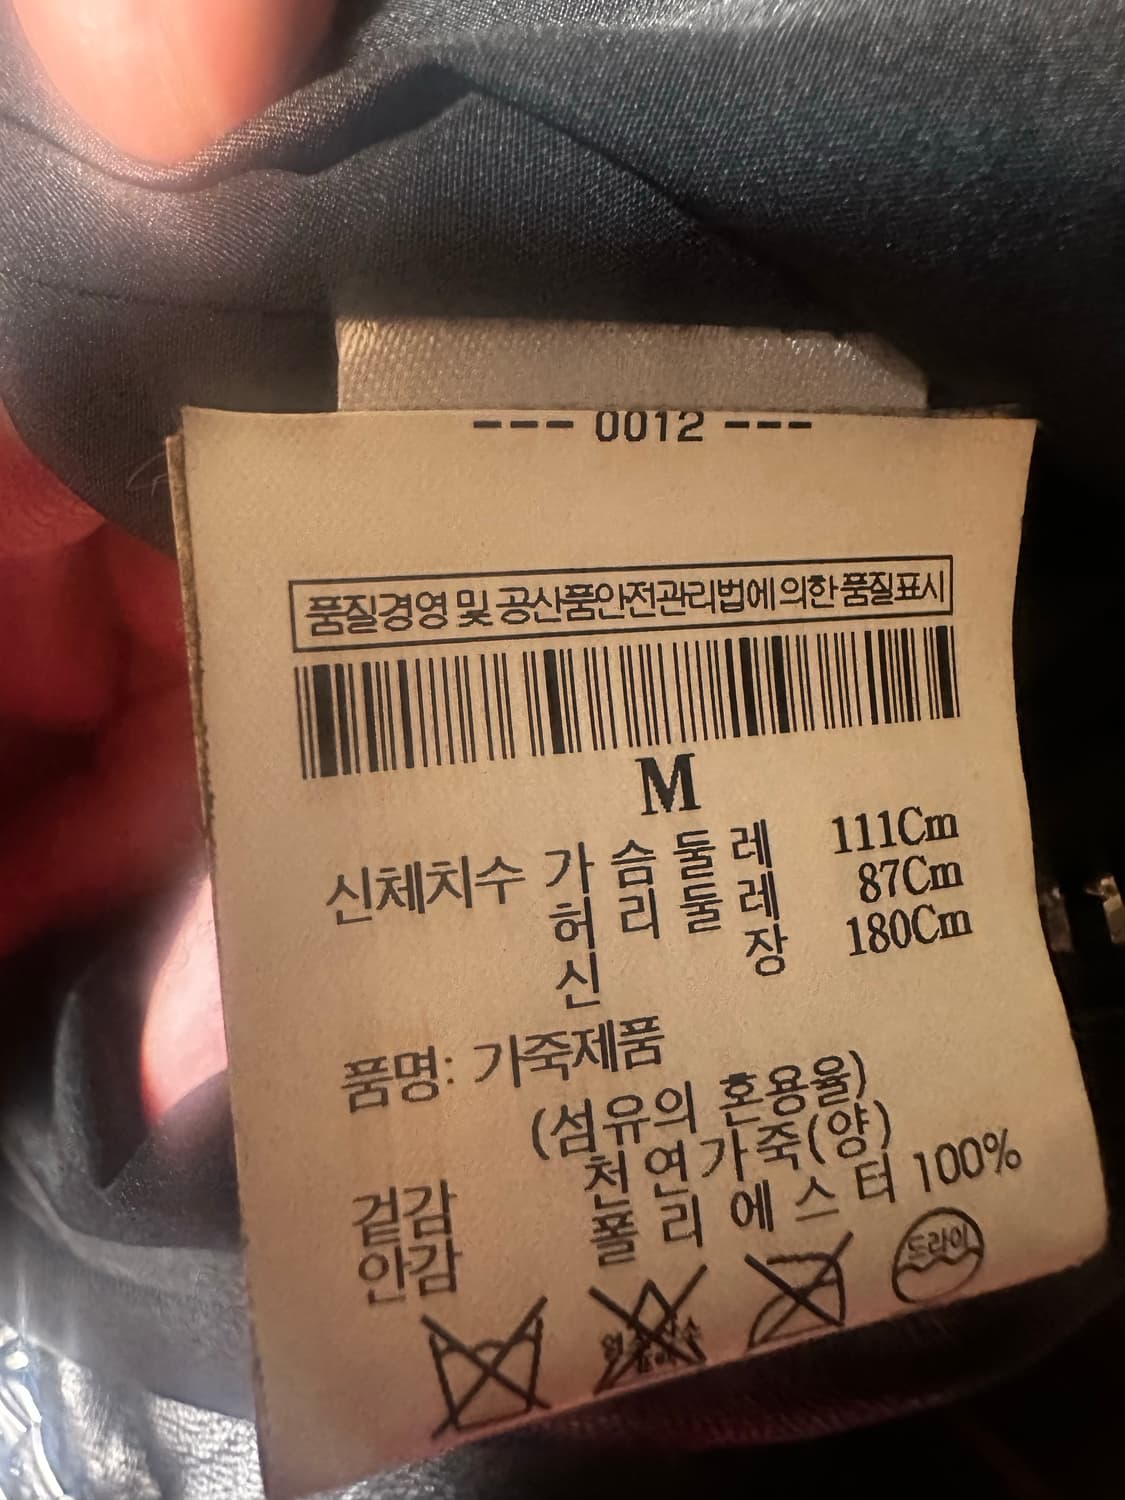 --- 0012 ---
품질경영 및 공산품안전관리법에 의한 품질표시
M
신체치수 가슴둘레 111Cm
허리둘레 87Cm
신장 180Cm
품명: 가죽제품
(섬유의 혼용율)
겉감 천연가죽(양)
안감 폴리에스터 100%
드라이